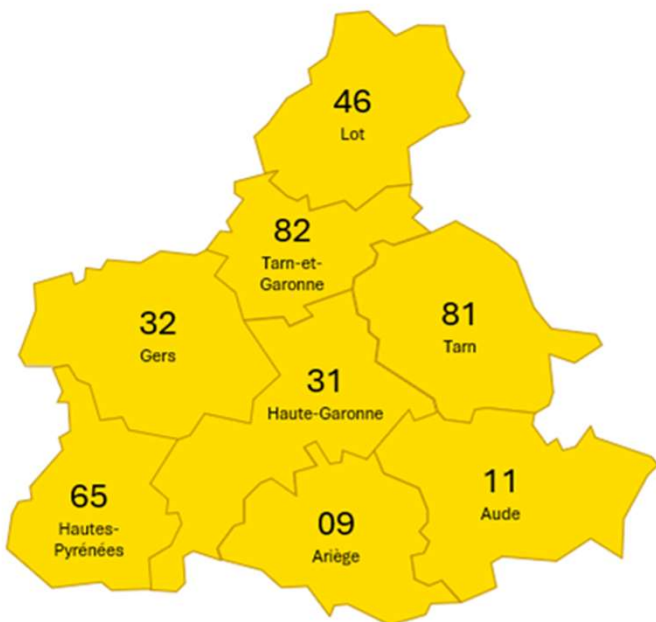 46
Lot
82
Tarn-et-
Garonne
32
Gers
81
Tarn
31
Haute-Garonne
65
Hautes-
Pyrénées
09
Ariège
11
Aude